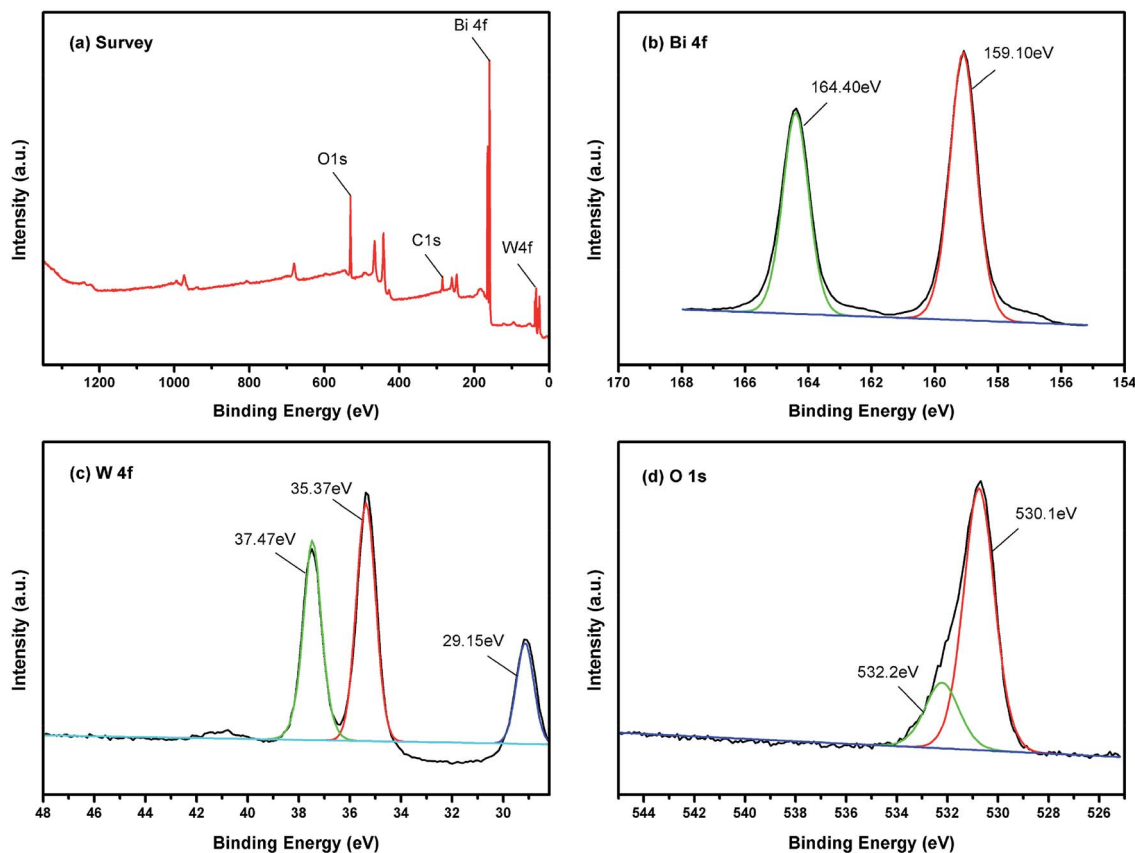 (a) Survey
Bi 4f
O1s
C1s
W4f
Intensity (a.u.)
1200 1000 800 600 400 200 0
Binding Energy (eV)
(b) Bi 4f
159.10eV
164.40eV
Intensity (a.u.)
170 168 166 164 162 160 158 156 154
Binding Energy (eV)
(c) W 4f
35.37eV
37.47eV
29.15eV
Intensity (a.u.)
48 46 44 42 40 38 36 34 32 30
Binding Energy (eV)
(d) O 1s
530.1eV
532.2eV
Intensity (a.u.)
544 542 540 538 536 534 532 530 528 526
Binding Energy (eV)